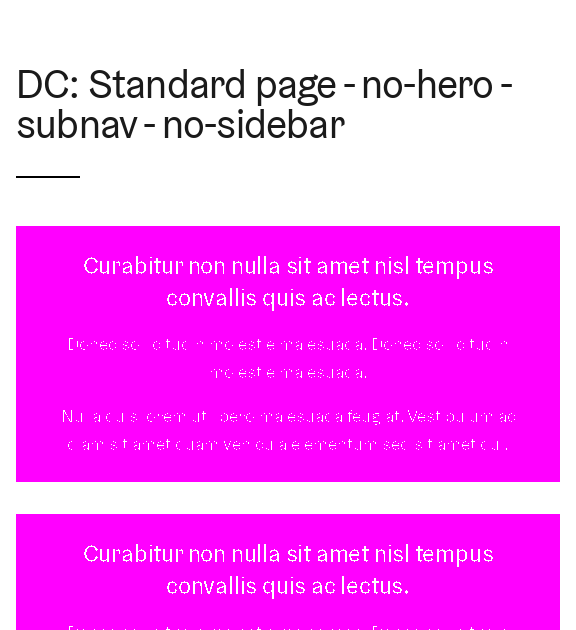 DC: Standard page - no-hero -
subnav - no-sidebar
Curabitur non nulla sit amet nisl tempus
convallis quis ac lectus.
Donec sollicitudin molestie malesuada. Donec sollicitudin
molestie malesuada.
Nulla quis lorem ut libero malesuada feugiat. Vestibulum ac
diam sit amet quam vehicula elementum sed sit amet dui.
Curabitur non nulla sit amet nisl tempus
convallis quis ac lectus.